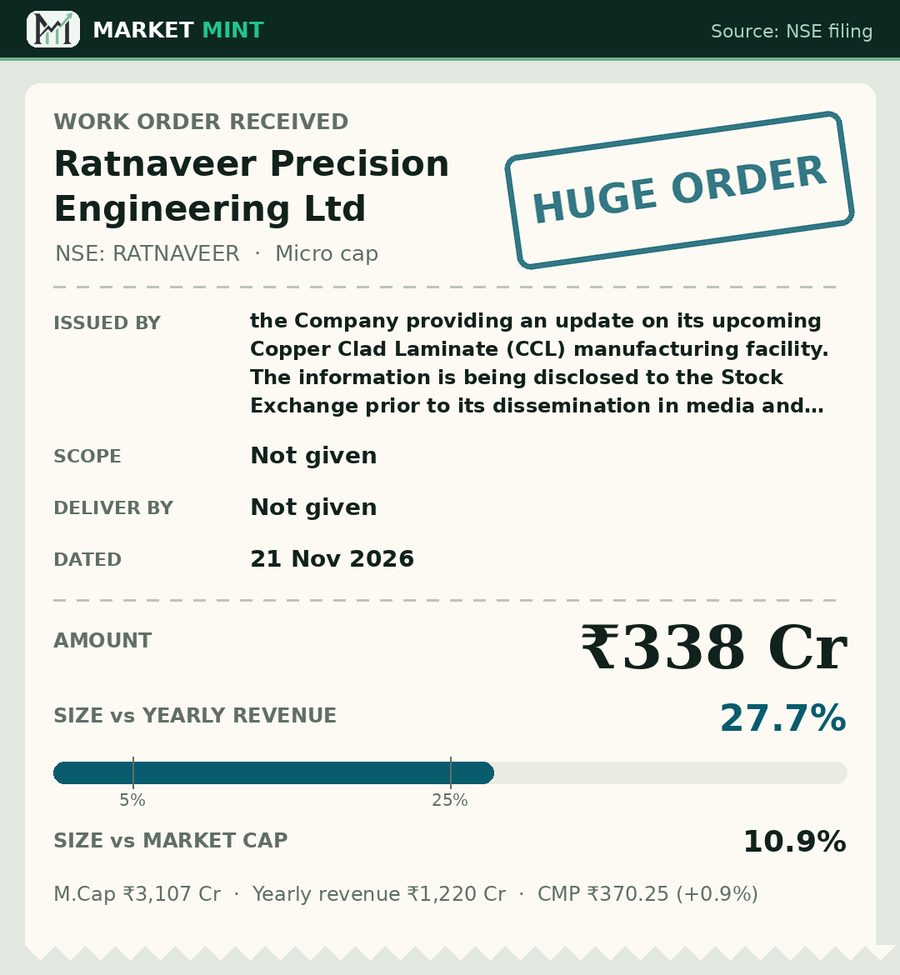 MARKET MINT
Source: NSE filing
WORK ORDER RECEIVED
Ratnaveer Precision
Engineering Ltd
HUGE ORDER
NSE: RATNAVEER · Micro cap
ISSUED BY
the Company providing an update on its upcoming
Copper Clad Laminate (CCL) manufacturing facility.
The information is being disclosed to the Stock
Exchange prior to its dissemination in media and...
SCOPE
Not given
DELIVER BY
Not given
DATED
21 Nov 2026
AMOUNT
₹338 Cr
SIZE vs YEARLY REVENUE
27.7%
5%
25%
SIZE vs MARKET CAP
10.9%
M.Cap ₹3,107 Cr · Yearly revenue ₹1,220 Cr · CMP ₹370.25 (+0.9%)